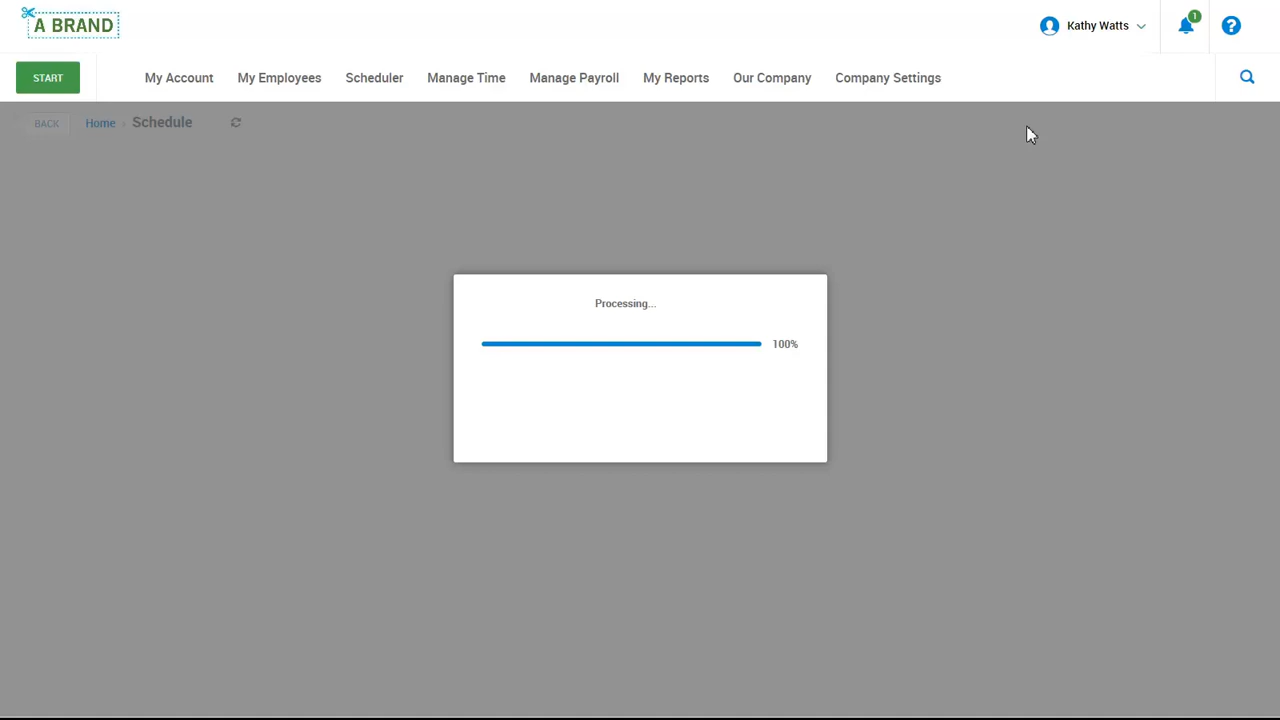 A BRAND
Kathy Watts
1
?
START
My Account
My Employees
Scheduler
Manage Time
Manage Payroll
My Reports
Our Company
Company Settings
BACK
Home › Schedule
Processing...
100%